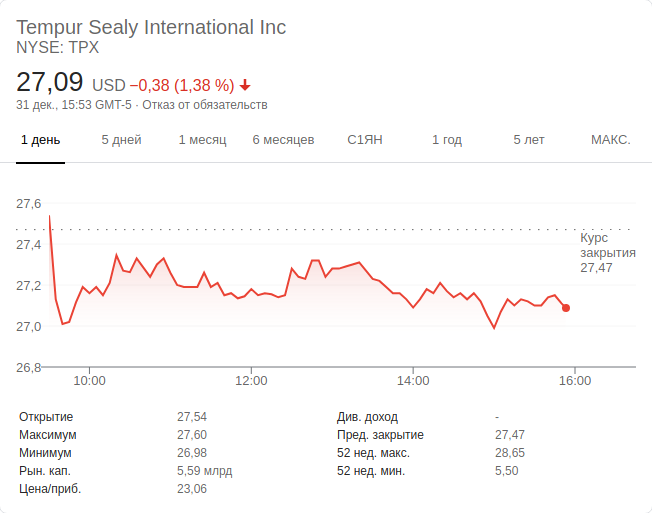 Tempur Sealy International Inc
NYSE: TPX
27,09 USD −0,38 (1,38 %)
31 дек., 15:53 GMT-5 · Отказ от обязательств
1 день 5 дней 1 месяц 6 месяцев С1ЯН 1 год 5 лет МАКС.
27,6
27,4
27,2
27,0
26,8
Курс
закрытия
27,47
10:00 12:00 14:00 16:00
Открытие 27,54 Див. доход -
Максимум 27,60 Пред. закрытие 27,47
Минимум 26,98 52 нед. макс. 28,65
Рын. кап. 5,59 млрд 52 нед. мин. 5,50
Цена/приб. 23,06